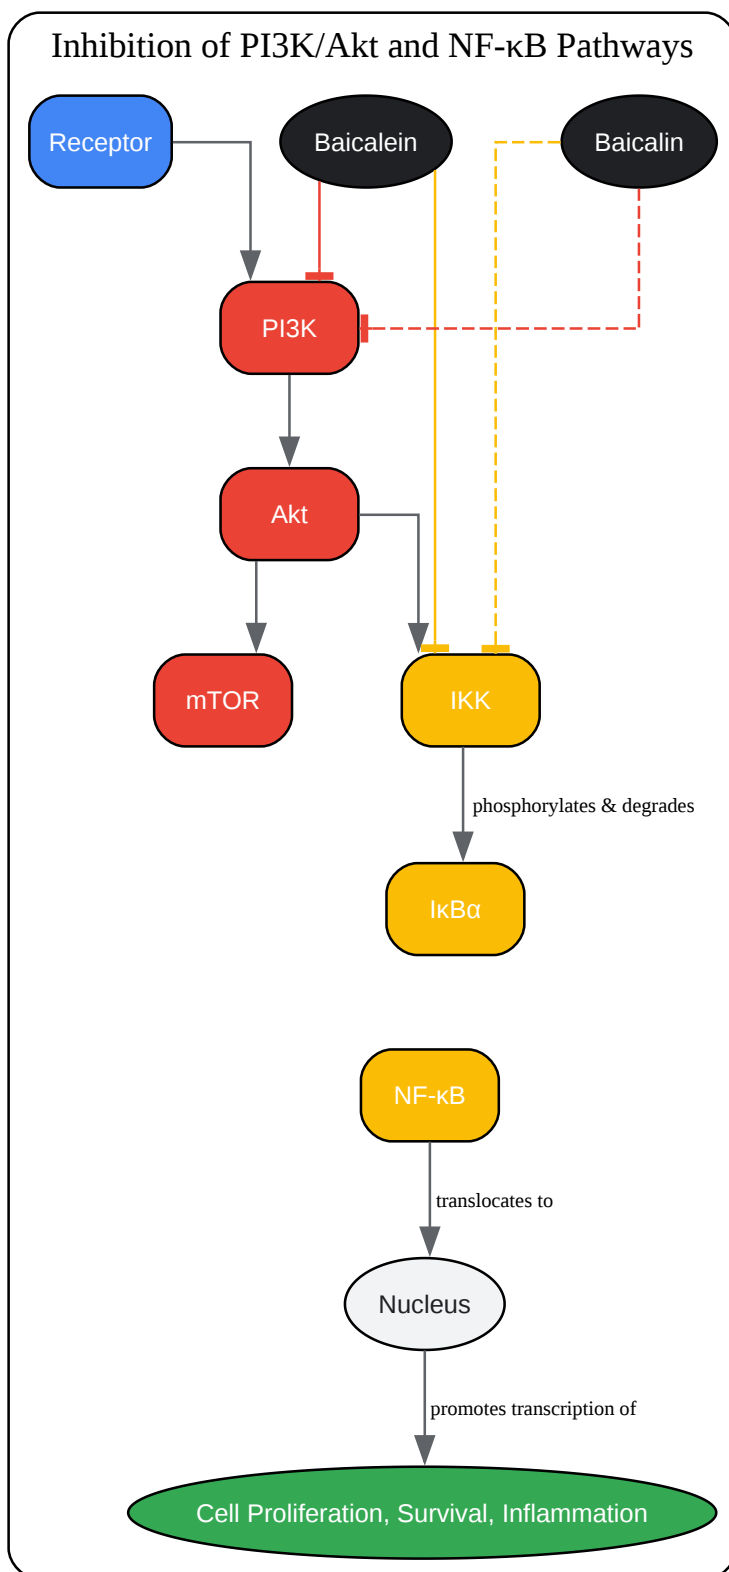 Inhibition of PI3K/Akt and NF-κB Pathways
Receptor
Baicalein
Baicalin
PI3K
Akt
mTOR
IKK
phosphorylates & degrades
IκBα
NF-κB
translocates to
Nucleus
promotes transcription of
Cell Proliferation, Survival, Inflammation